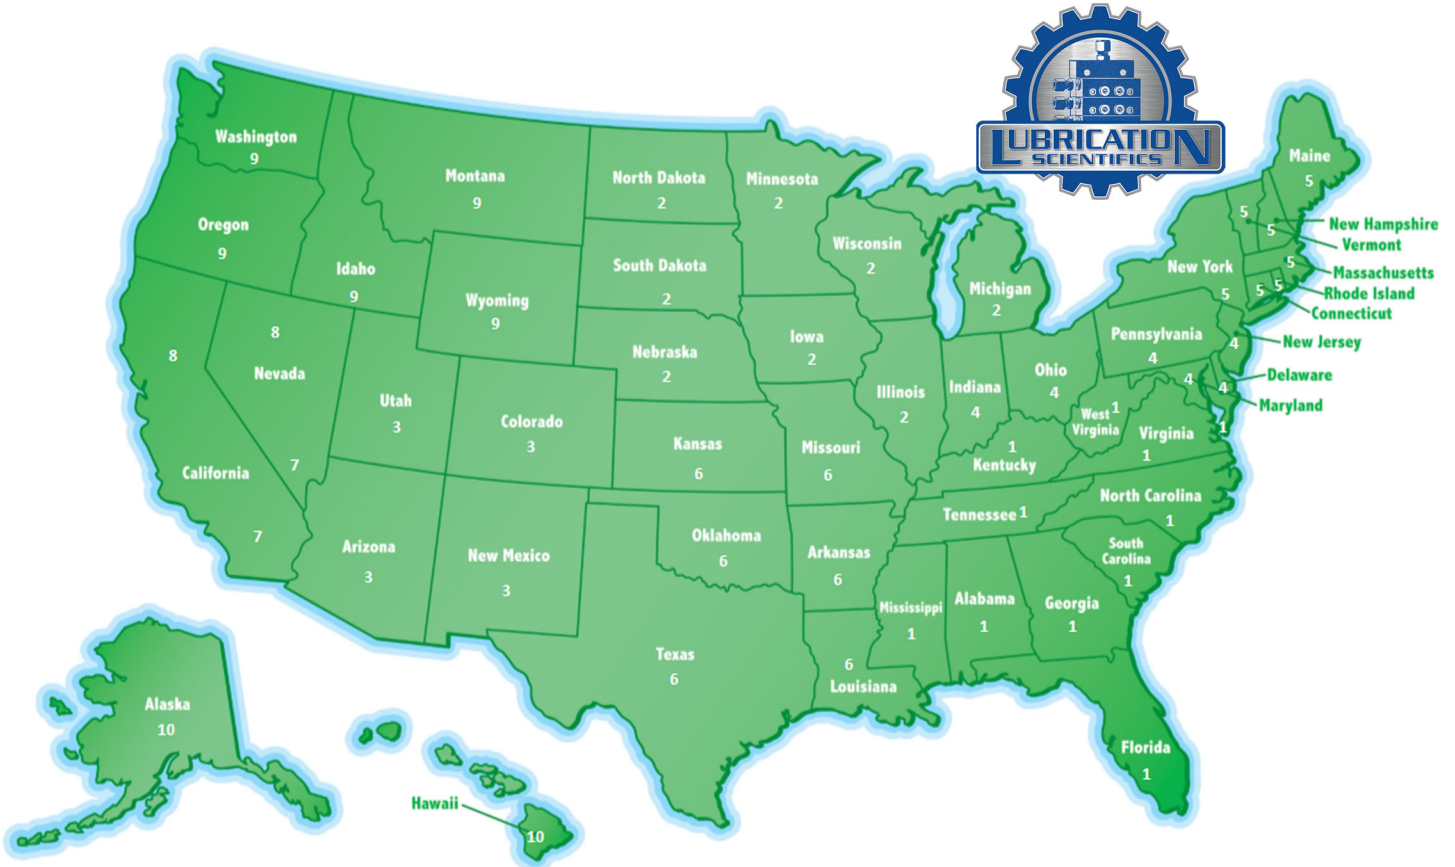 LUBRICATION
SCIENTIFICS
Washington
9
Oregon
9
Idaho
9
Montana
9
Wyoming
9
North Dakota
2
South Dakota
2
Nebraska
2
Minnesota
2
Wisconsin
2
Michigan
2
Iowa
2
Illinois
2
Indiana
4
Ohio
4
Pennsylvania
4
New York
5
Maine
5
5
5
New Hampshire
Vermont
5
Massachusetts
5
5
Rhode Island
Connecticut
4
New Jersey
4
4
Delaware
Maryland
1
8
8
Nevada
7
California
7
Utah
3
Colorado
3
Arizona
3
New Mexico
3
Kansas
6
Missouri
6
Oklahoma
6
Arkansas
6
Texas
6
6
Louisiana
West
Virginia
1
Virginia
1
1
Kentucky
Tennessee 1
North Carolina
1
South
Carolina
1
Mississippi
1
Alabama
1
Georgia
1
Florida
1
Alaska
10
Hawaii
10